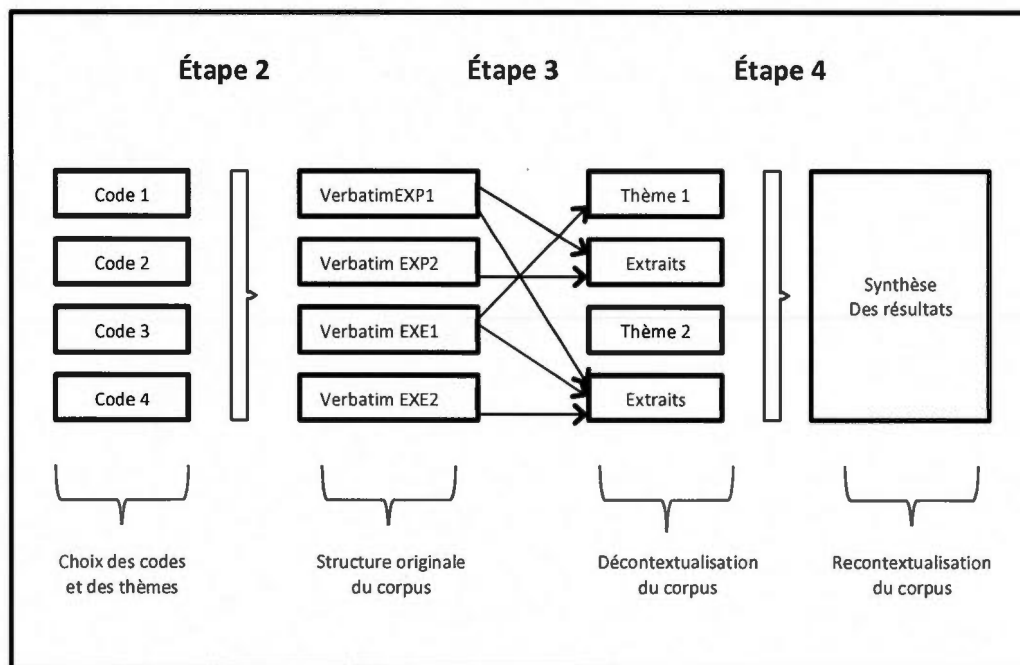 Étape 2
Étape 3
Étape 4
Code 1
Code 2
Code 3
Code 4
VerbatimEXP1
Verbatim EXP2
Verbatim EXE1
Verbatim EXE2
Thème 1
Extraits
Thème 2
Extraits
Synthèse
Des résultats
Choix des codes
et des thèmes
Structure originale
du corpus
Décontextualisation
du corpus
Recontextualisation
du corpus